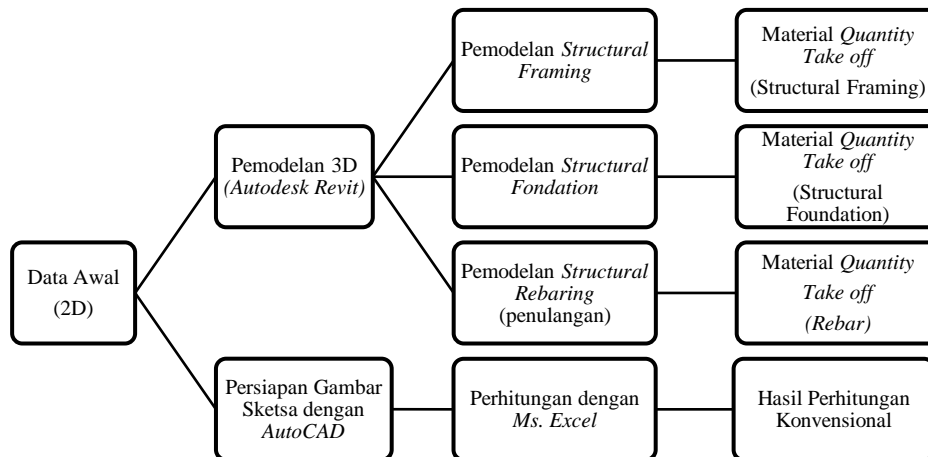 Pemodelan Structural
Framing
Material Quantity
Take off
(Structural Framing)
Pemodelan 3D
(Autodesk Revit)
Pemodelan Structural
Fondation
Material Quantity
Take off
(Structural
Foundation)
Data Awal
(2D)
Pemodelan Structural
Rebaring
(penulangan)
Material Quantity
Take off
(Rebar)
Persiapan Gambar
Sketsa dengan
AutoCAD
Perhitungan dengan
Ms. Excel
Hasil Perhitungan
Konvensional